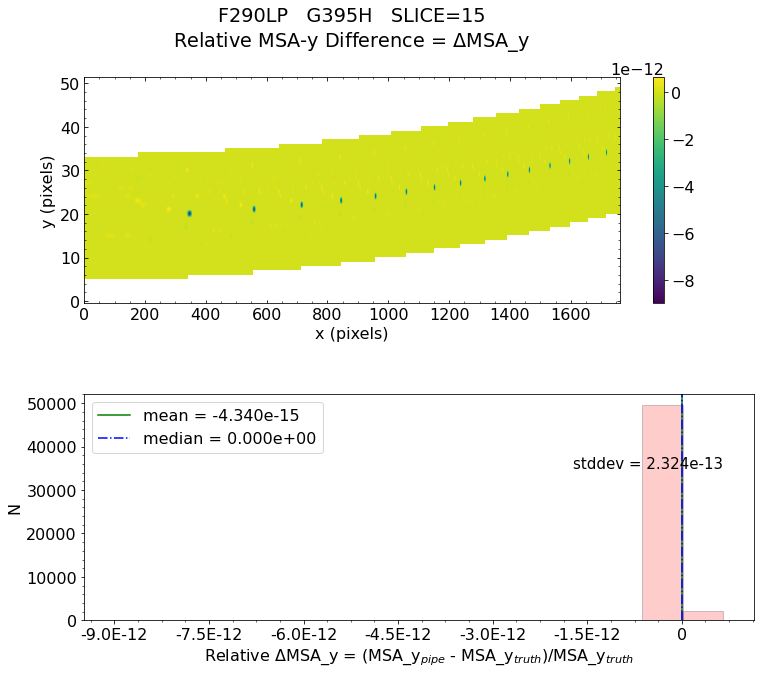 F290LP   G395H   SLICE=15
Relative MSA-y Difference = ΔMSA_y
1e−12
50
40
30
20
10
0
y (pixels)
0 200 400 600 800 1000 1200 1400 1600
x (pixels)
0
−2
−4
−6
−8
mean = -4.340e-15
median = 0.000e+00
stddev = 2.324e-13
50000
40000
30000
20000
10000
0
N
-9.0E-12 -7.5E-12 -6.0E-12 -4.5E-12 -3.0E-12 -1.5E-12 0
Relative ΔMSA_y = (MSA_y_pipe - MSA_y_truth)/MSA_y_truth